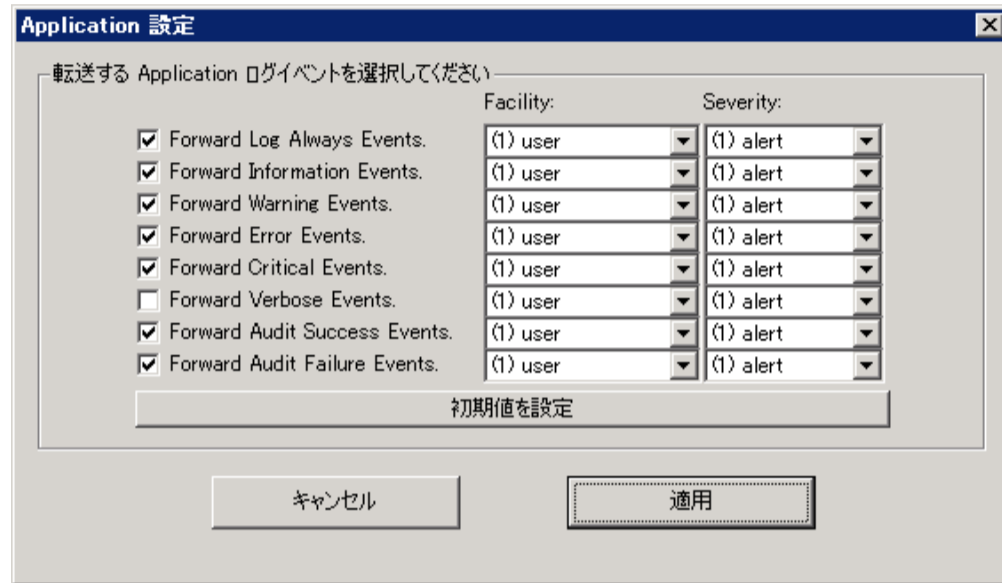 Application 設定
転送する Application ログイベントを選択してください
Facility: Severity:
Forward Log Always Events. (1) user (1) alert
Forward Information Events. (1) user (1) alert
Forward Warning Events. (1) user (1) alert
Forward Error Events. (1) user (1) alert
Forward Critical Events. (1) user (1) alert
Forward Verbose Events. (1) user (1) alert
Forward Audit Success Events. (1) user (1) alert
Forward Audit Failure Events. (1) user (1) alert
初期値を設定
キャンセル 適用